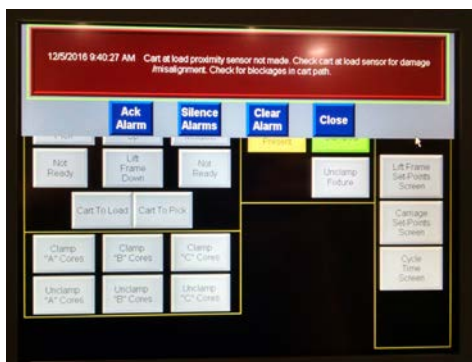 12/5/2016 9:40:27 AM Cart at load proximity sensor not made. Check cart at load sensor for damage
/misalignment. Check for blockages in cart path.
Ack Alarm
Silence Alarms
Clear Alarm
Close
Present
Not Ready
Lift Frame Down
Not Ready
Unclamp Fixture
Lift Frame Set-Points Screen
Cart To Load
Cart To Pick
Carriage Set-Points Screen
Clamp "A" Cores
Clamp "B" Cores
Clamp "C" Cores
Cycle Time Screen
Unclamp "A" Cores
Unclamp "B" Cores
Unclamp "C" Cores